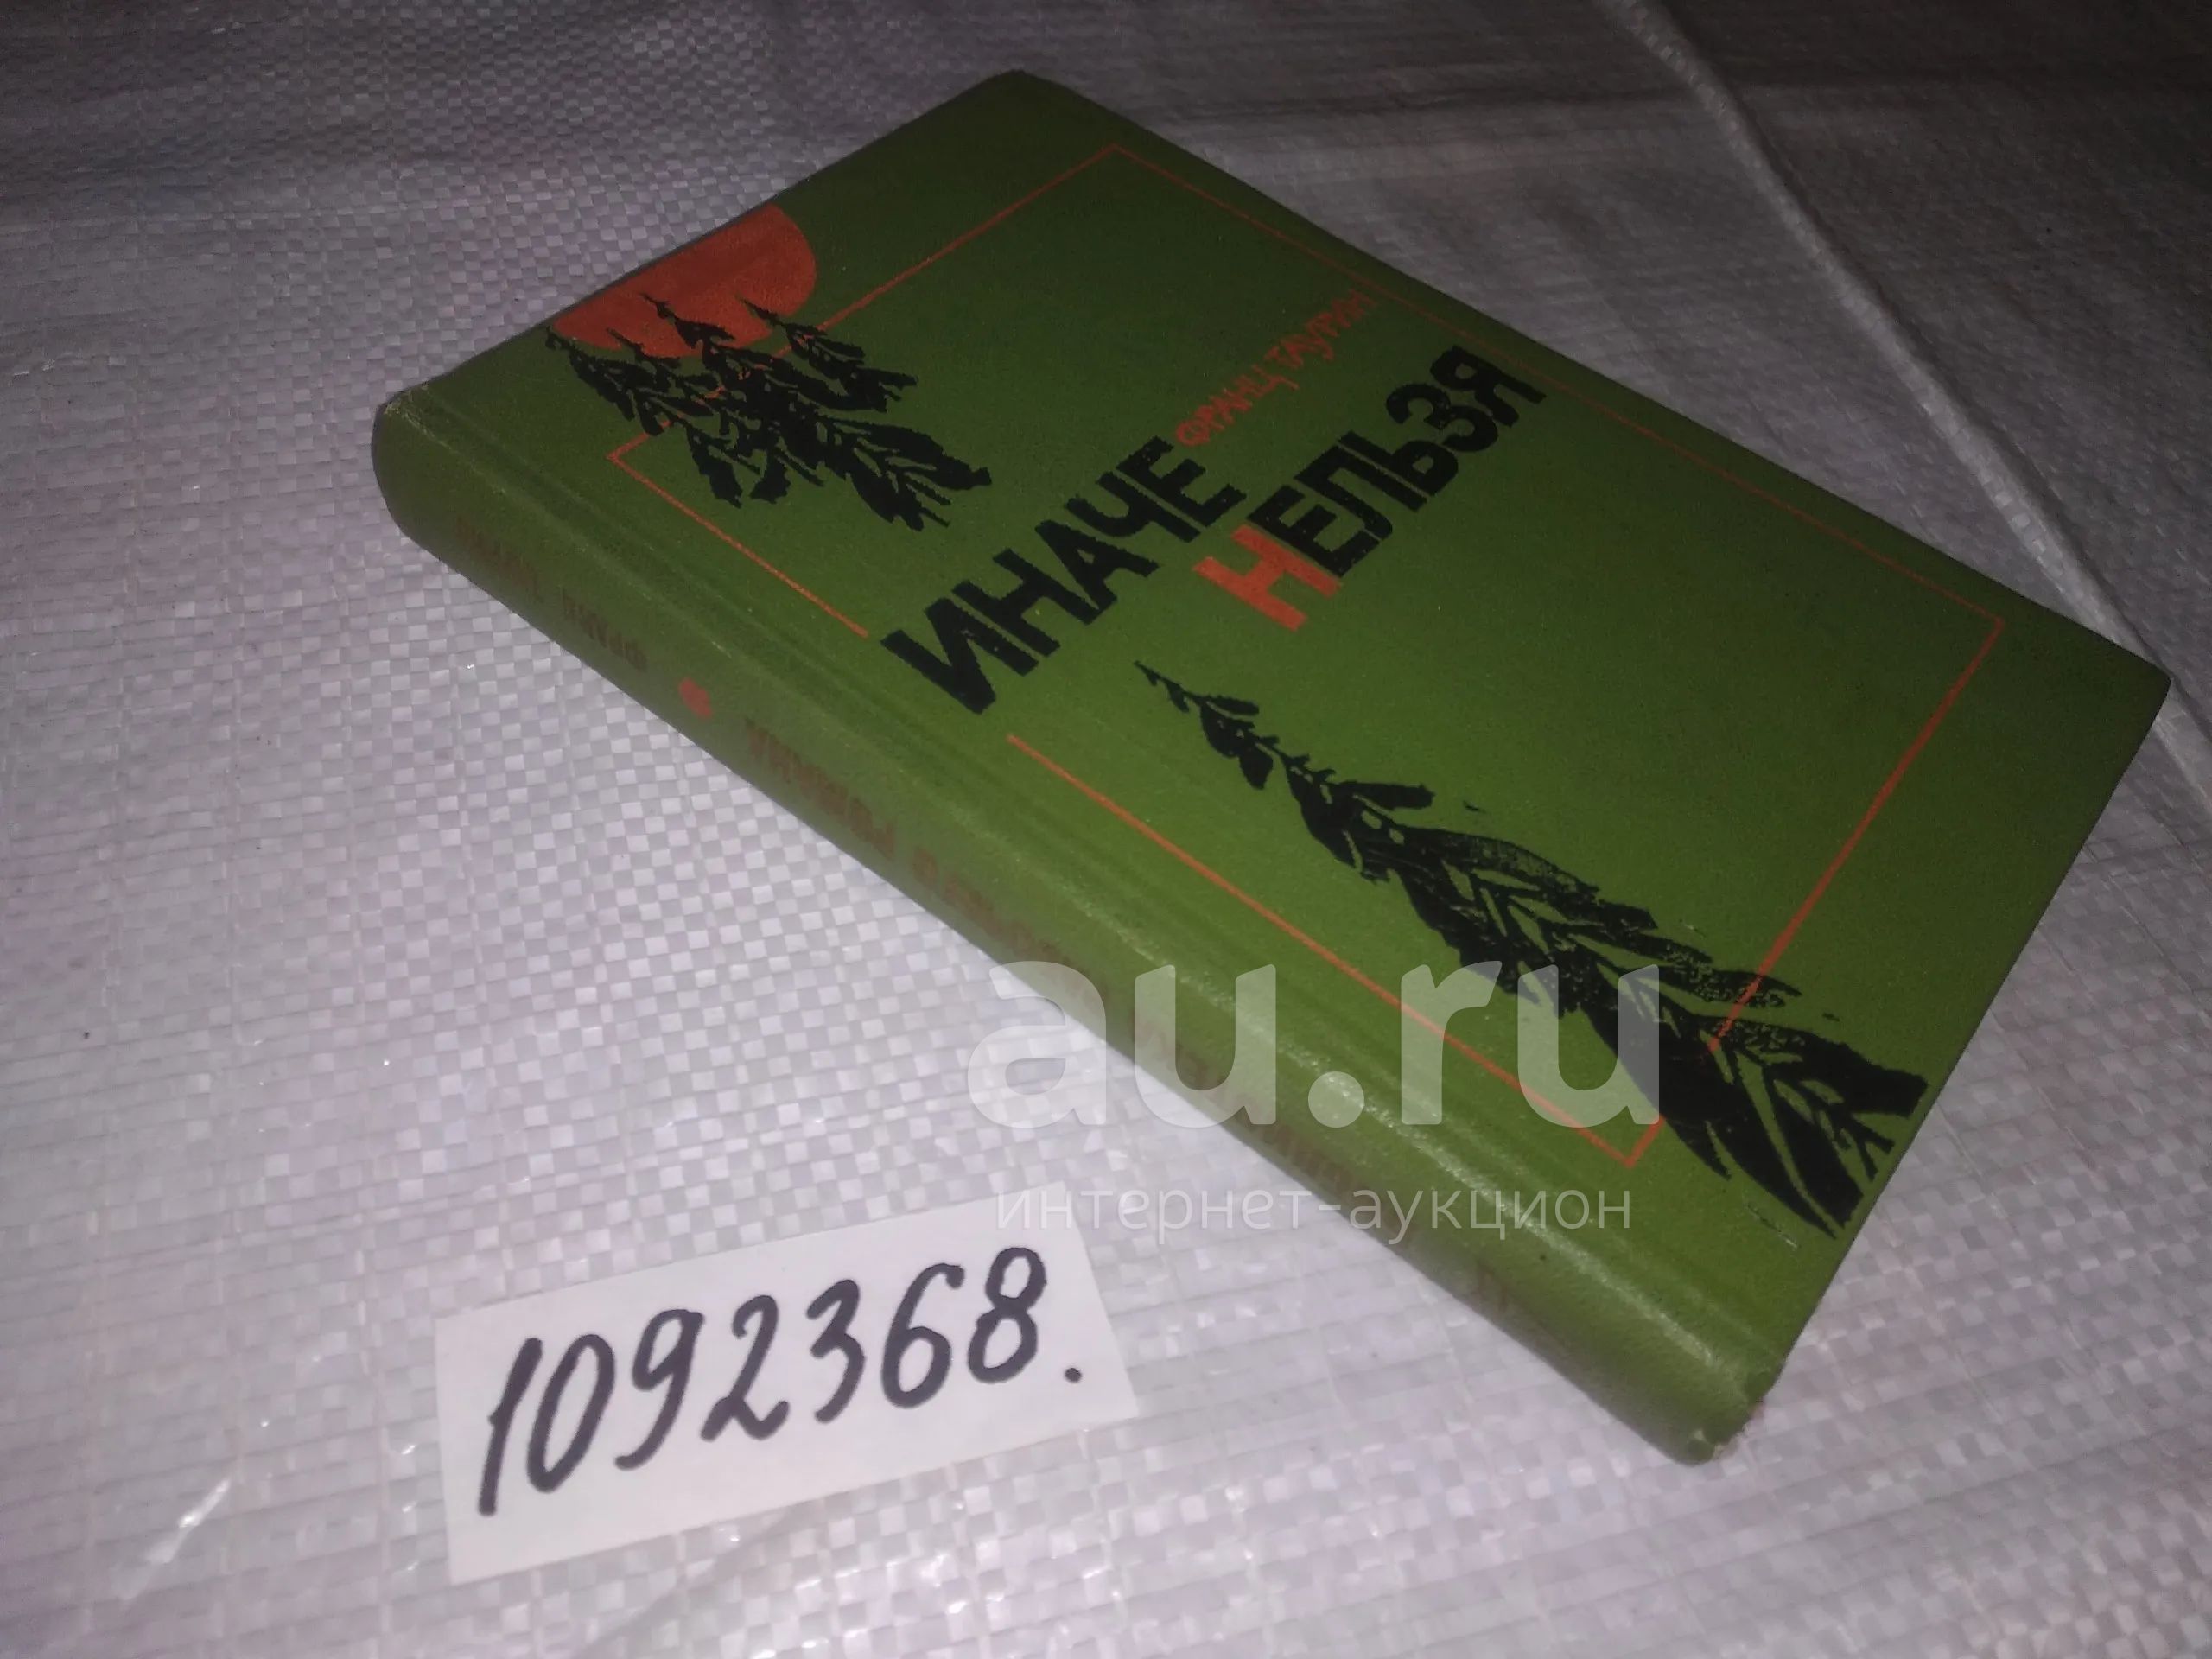 ФРАНЦ ТАУРИН
ИНАЧЕ
НЕЛЬЗЯ
au.ru
интернет-аукцион
1092368.